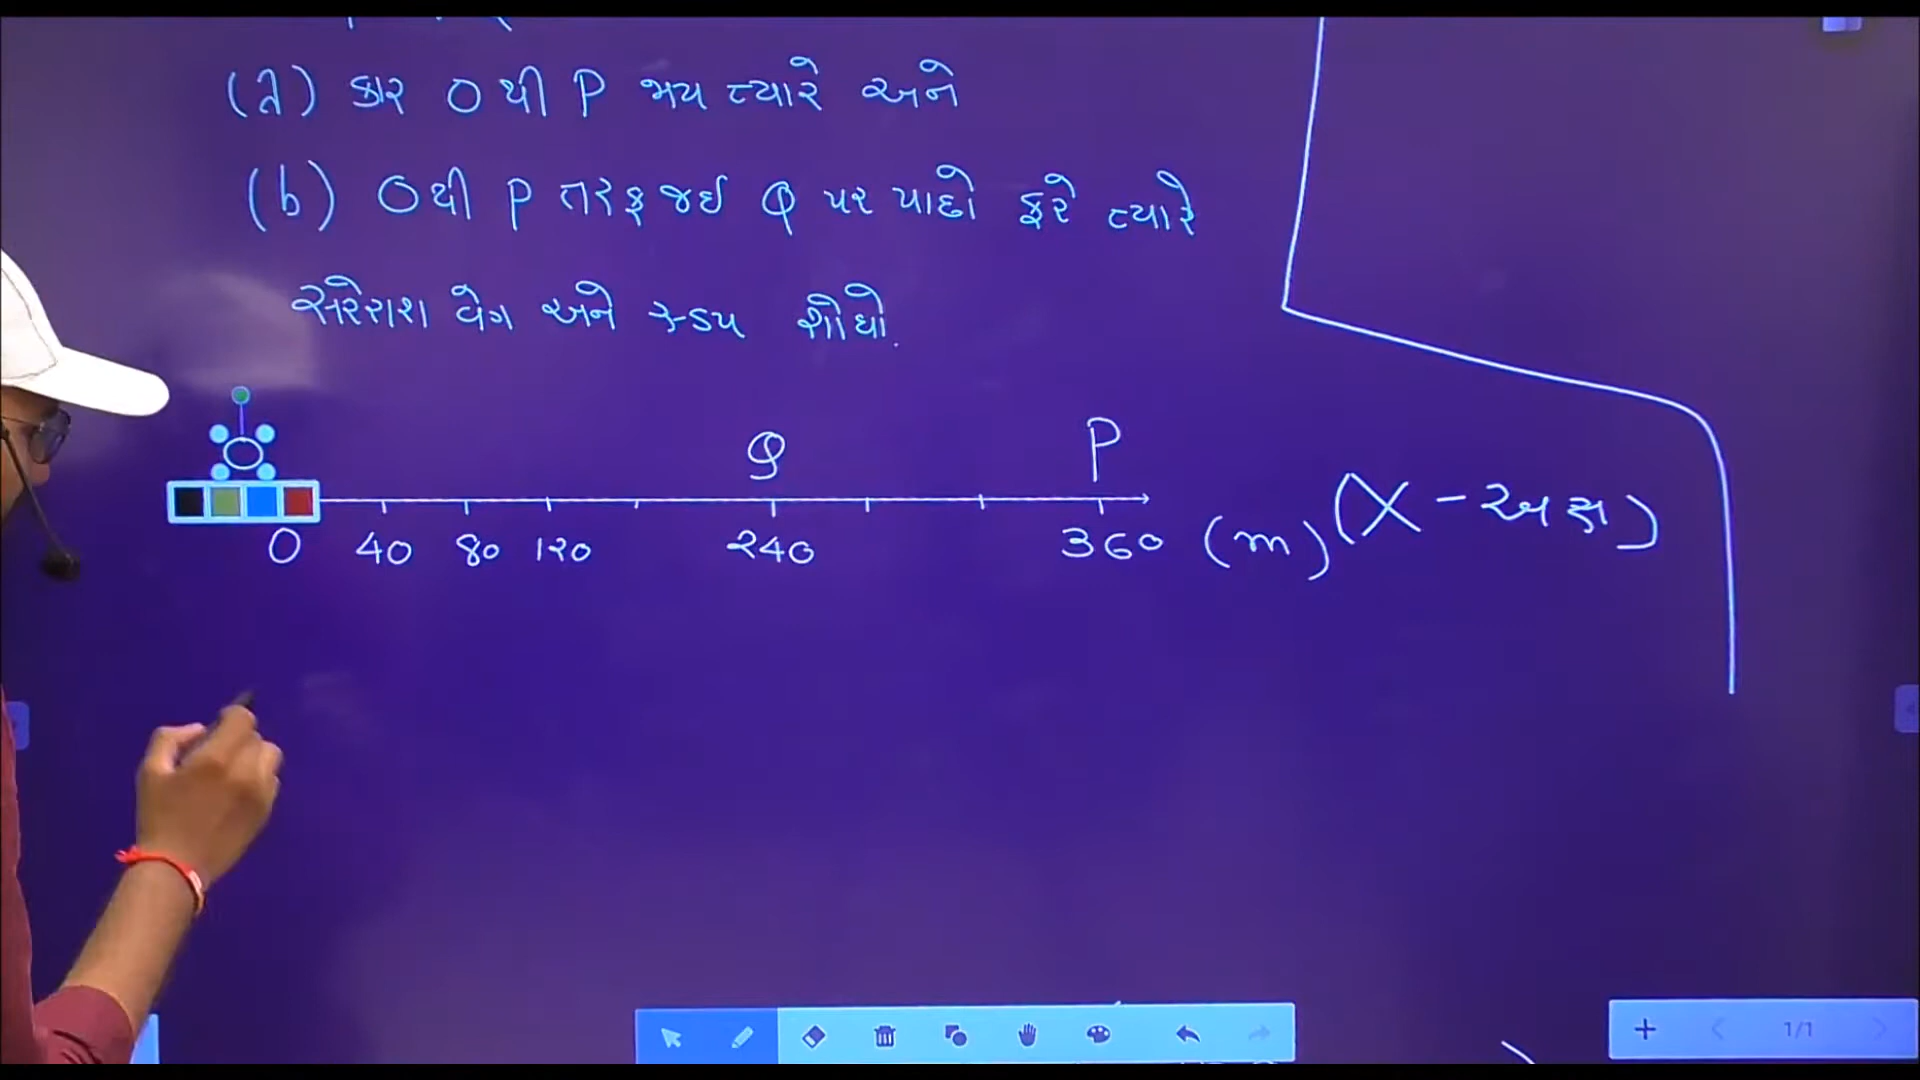 (a) કાર O થી P જાય ત્યારે અને
(b) O થી P તરફ જઈ Q પર પાછો ફરે ત્યારે
સરેરાશ વેગ અને ઝડપ શોધો.
Q P
0 40 80 120 240 360 (m) (X - અક્ષ)
1/1